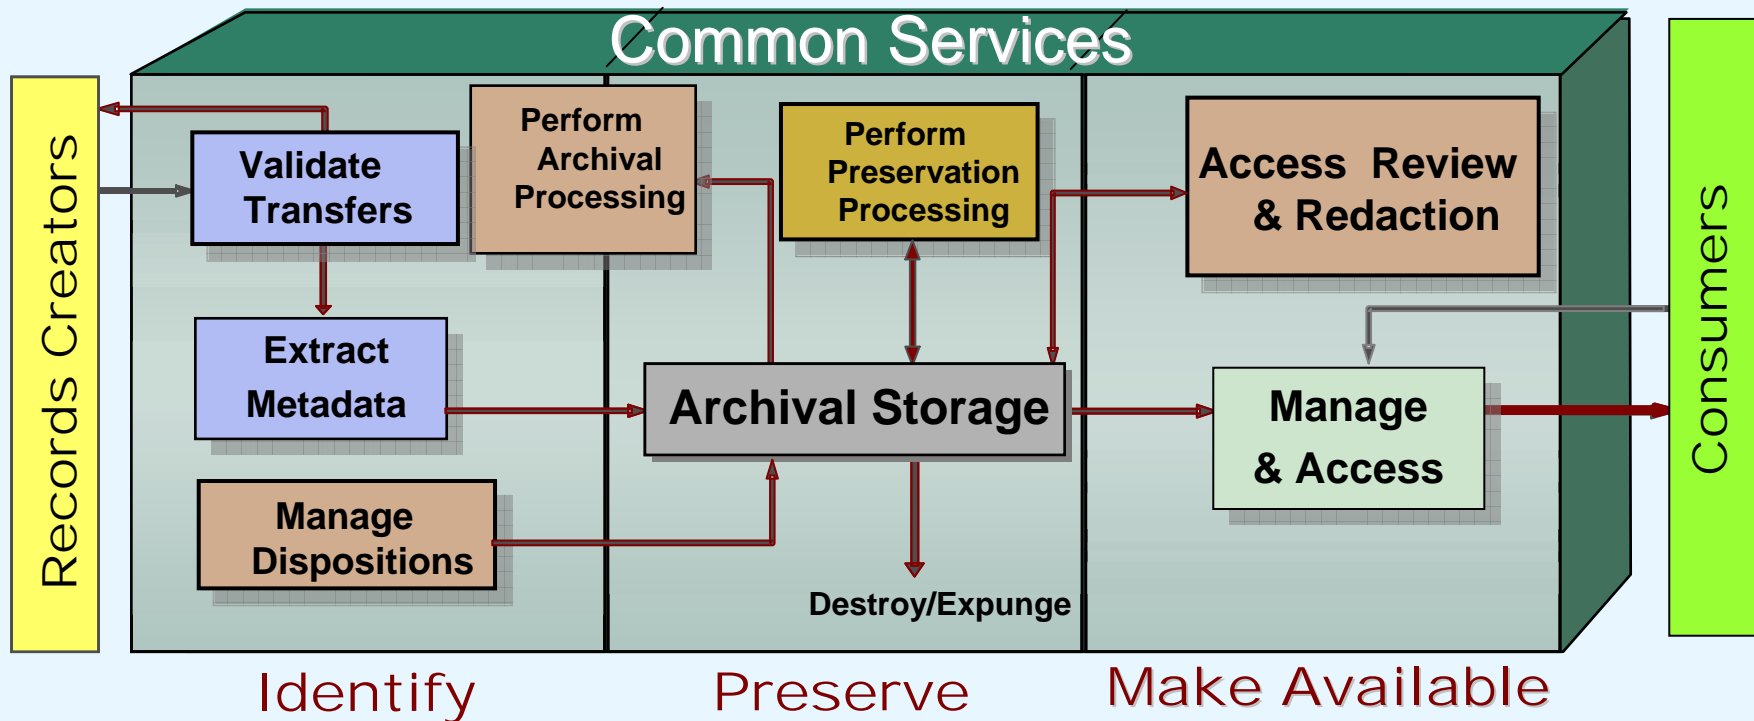 Common Services
Records Creators
Validate
Transfers
Extract
Metadata
Manage
Dispositions
Perform
Archival
Processing
Perform
Preservation
Processing
Archival Storage
Destroy/Expunge
Access Review
& Redaction
Manage
& Access
Consumers
Identify
Preserve
Make Available